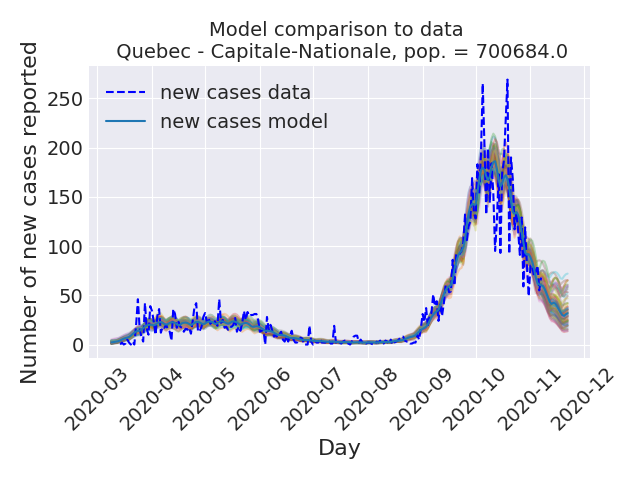 Model comparison to data
Quebec - Capitale-Nationale, pop. = 700684.0
Number of new cases reported
250
200
150
100
50
0
new cases data
new cases model
2020-03
2020-04
2020-05
2020-06
2020-07
2020-08
2020-09
2020-10
2020-11
2020-12
Day